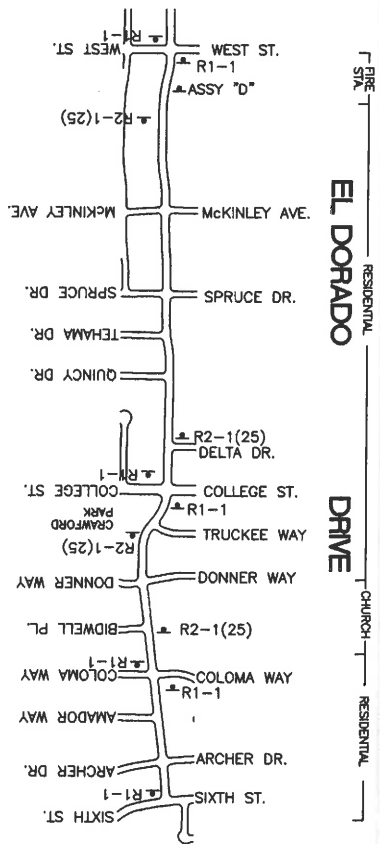 R1-1
WEST ST.
WEST ST.
R1-1
FIRE
STA.
ASSY "D"
R2-1(25)
EL DORADO DRIVE
McKINLEY AVE.
McKINLEY AVE.
RESIDENTIAL
SPRUCE DR.
SPRUCE DR.
TEHAMA DR.
QUINCY DR.
R2-1(25)
DELTA DR.
R1-1
COLLEGE ST.
COLLEGE ST.
R1-1
CRAWFORD
PARK
TRUCKEE WAY
R2-1(25)
DONNER WAY
DONNER WAY
CHURCH
BIDWELL PL.
R2-1(25)
R1-1
COLOMA WAY
COLOMA WAY
R1-1
RESIDENTIAL
AMADOR WAY
ARCHER DR.
ARCHER DR.
R1-1
SIXTH ST.
SIXTH ST.